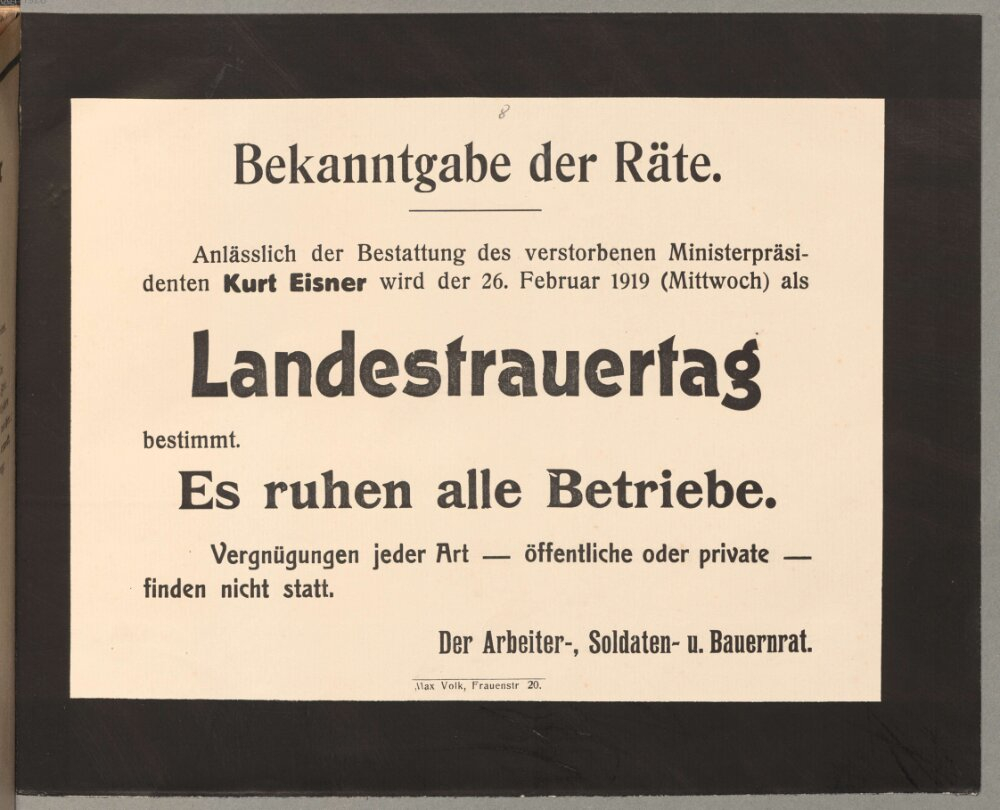 8
Bekanntgabe der Räte.
Anlässlich der Bestattung des verstorbenen Ministerpräsi-
denten Kurt Eisner wird der 26. Februar 1919 (Mittwoch) als
Landestrauertag
bestimmt.
Es ruhen alle Betriebe.
Vergnügungen jeder Art — öffentliche oder private —
finden nicht statt.
Der Arbeiter-, Soldaten- u. Bauernrat.
Max Volk, Frauenstr 20.